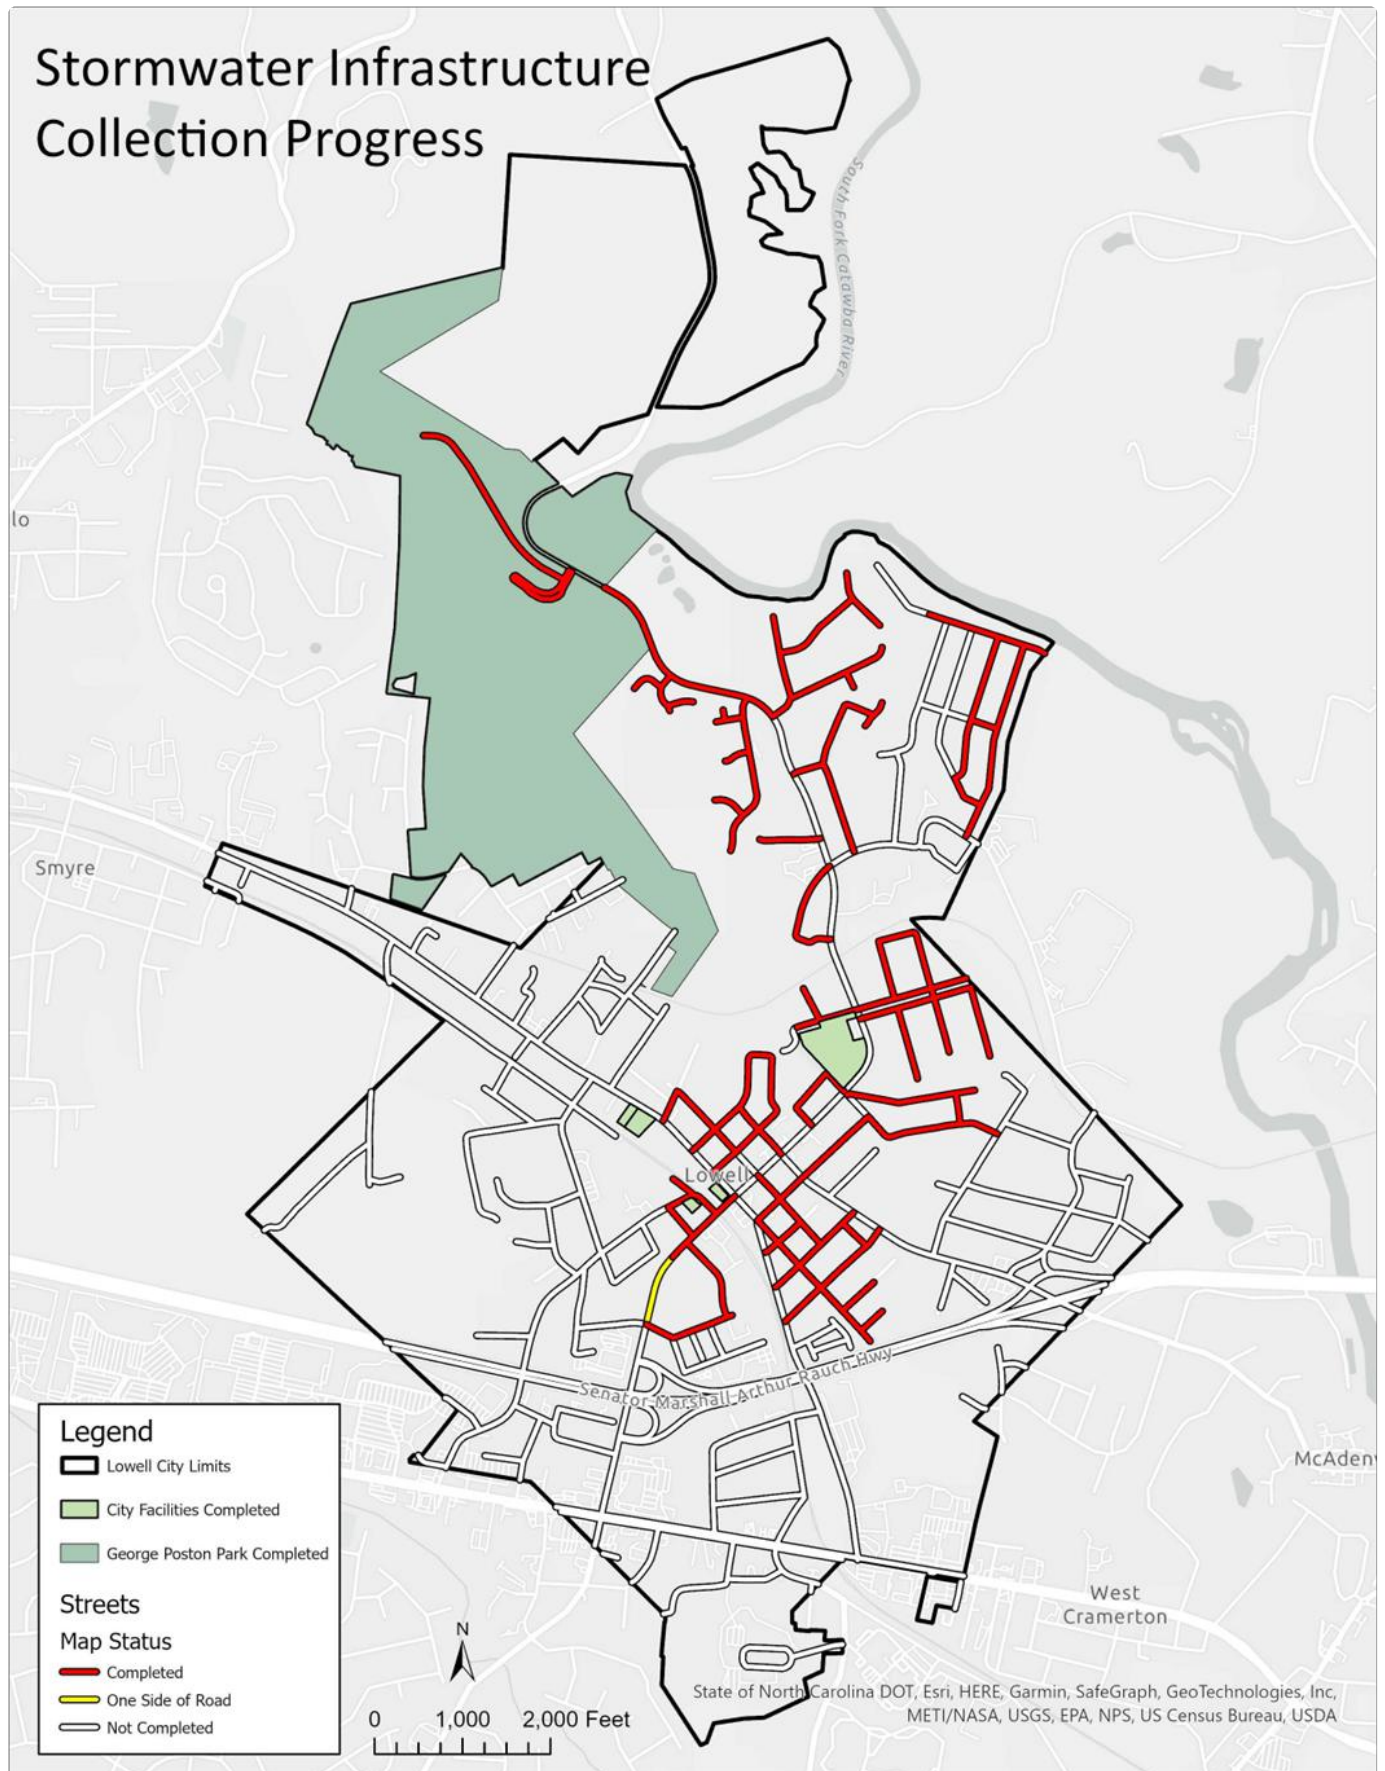 Stormwater Infrastructure
Collection Progress
South Fork Catawba River
lo
Smyre
Lowell
Senator Marshall Arthur Rauch Hwy
McAden
West
Cramerton
Legend
Lowell City Limits
City Facilities Completed
George Poston Park Completed
Streets
Map Status
Completed
One Side of Road
Not Completed
N
0 1,000 2,000 Feet
State of North Carolina DOT, Esri, HERE, Garmin, SafeGraph, GeoTechnologies, Inc,
METI/NASA, USGS, EPA, NPS, US Census Bureau, USDA